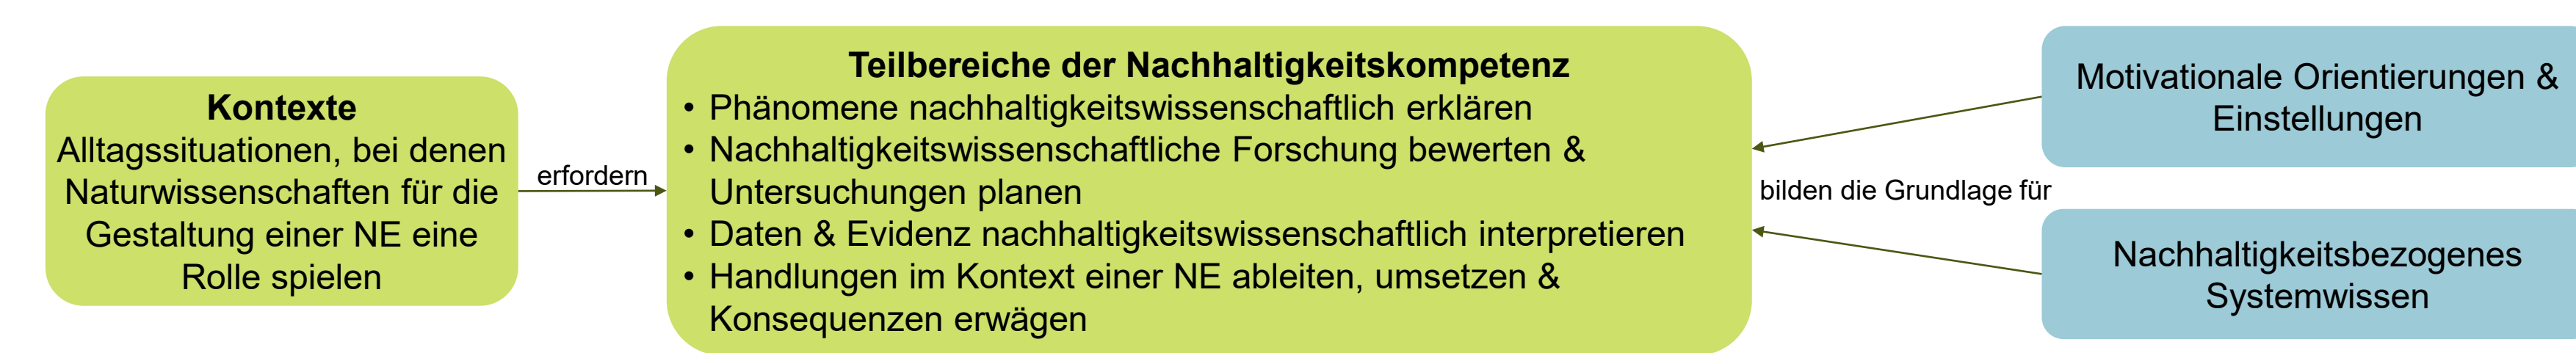 Kontexte
Alltagssituationen, bei denen
Naturwissenschaften für die
Gestaltung einer NE eine
Rolle spielen
erfordern
Teilbereiche der Nachhaltigkeitskompetenz
• Phänomene nachhaltigkeitswissenschaftlich erklären
• Nachhaltigkeitswissenschaftliche Forschung bewerten &
Untersuchungen planen
• Daten & Evidenz nachhaltigkeitswissenschaftlich interpretieren
• Handlungen im Kontext einer NE ableiten, umsetzen &
Konsequenzen erwägen
bilden die Grundlage für
Motivationale Orientierungen &
Einstellungen
Nachhaltigkeitsbezogenes
Systemwissen